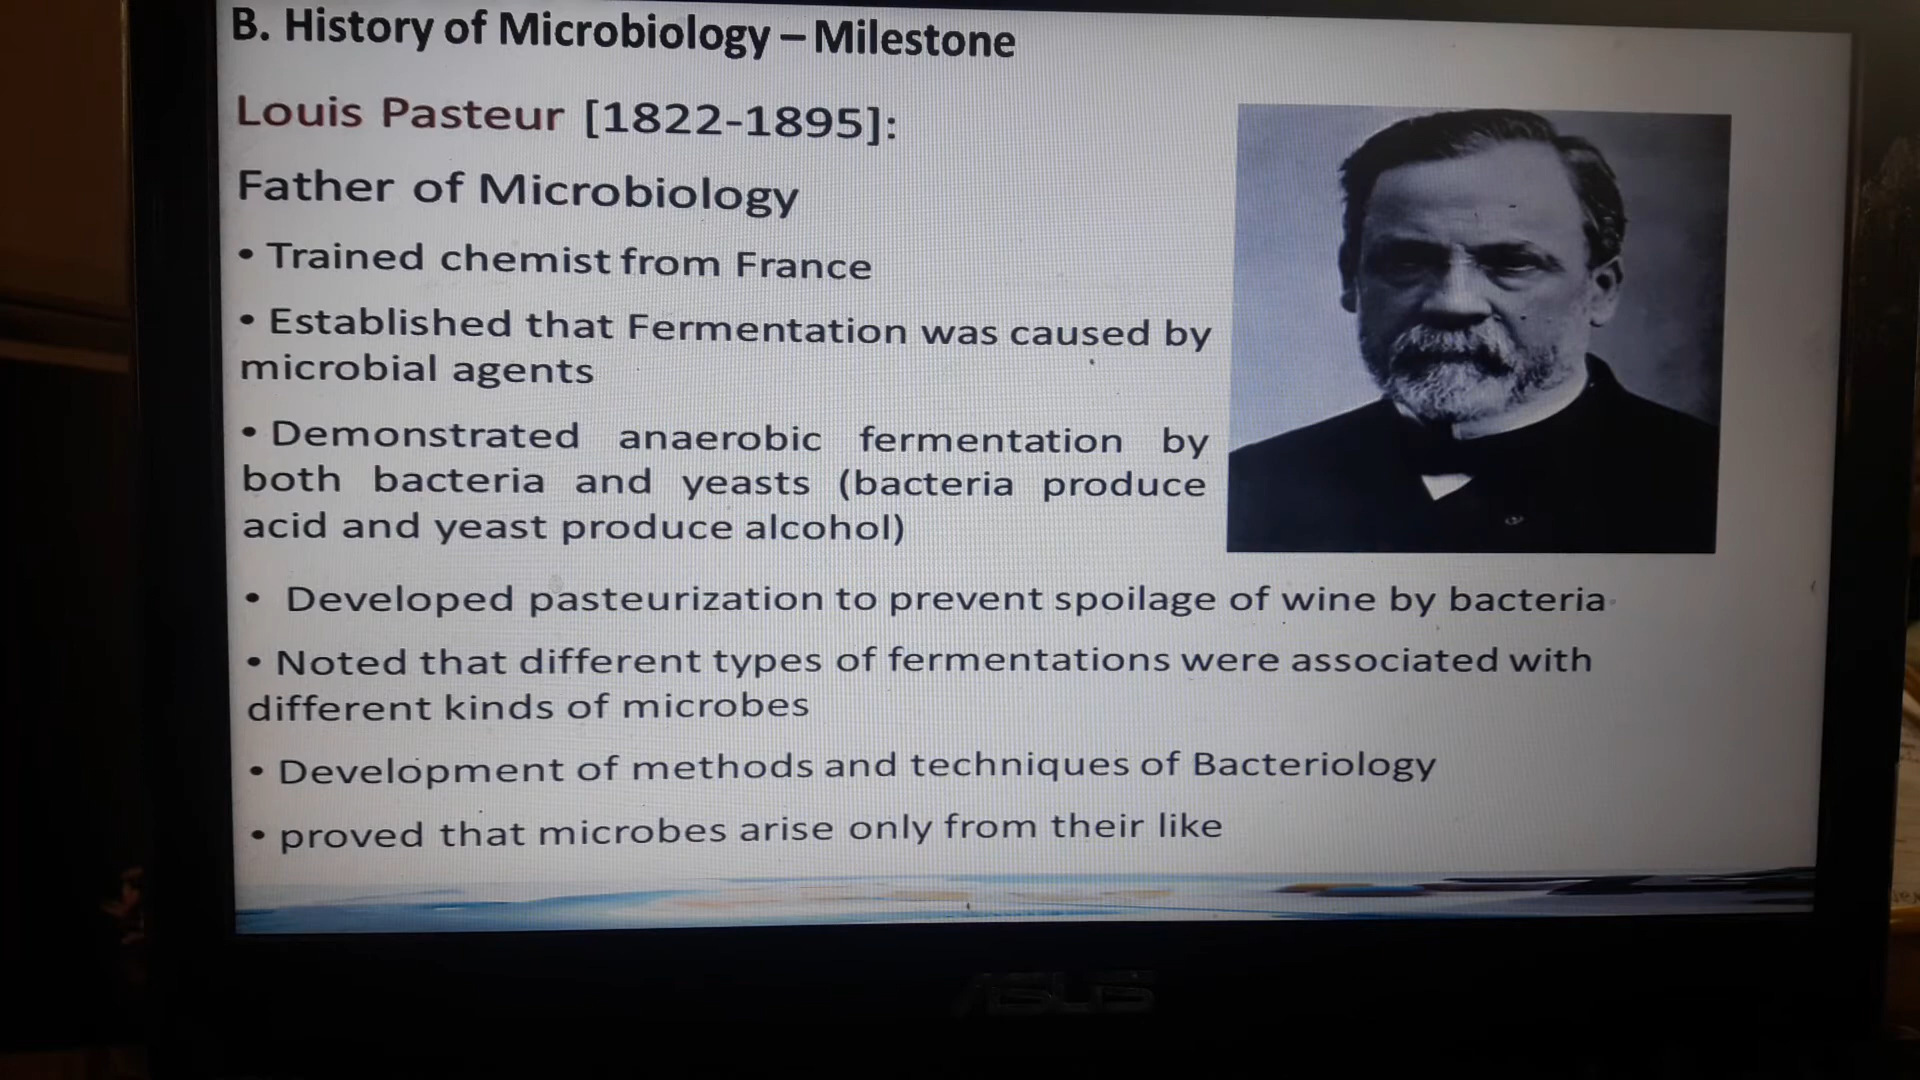 B. History of Microbiology – Milestone
Louis Pasteur [1822-1895]:
Father of Microbiology
• Trained chemist from France
• Established that Fermentation was caused by
microbial agents
• Demonstrated anaerobic fermentation by
both bacteria and yeasts (bacteria produce
acid and yeast produce alcohol)
• Developed pasteurization to prevent spoilage of wine by bacteria
• Noted that different types of fermentations were associated with
different kinds of microbes
• Development of methods and techniques of Bacteriology
• proved that microbes arise only from their like
ASUS